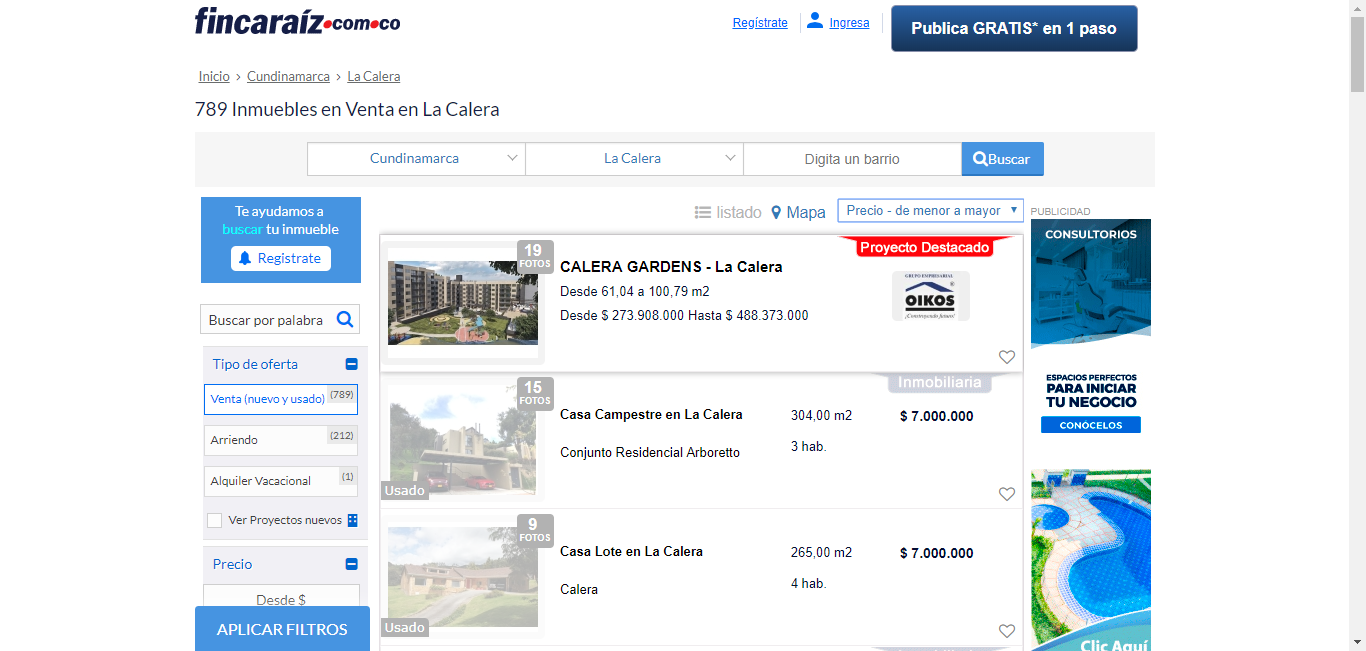 fincaraíz.com.co
Regístrate
Ingresa
Publica GRATIS* en 1 paso
Inicio › Cundinamarca › La Calera
789 Inmuebles en Venta en La Calera
Cundinamarca
La Calera
Digita un barrio
Buscar
Te ayudamos a
buscar tu inmueble
Registrate
Buscar por palabra
Tipo de oferta
Venta (nuevo y usado) (789)
Arriendo (212)
Alquiler Vacacional (1)
Ver Proyectos nuevos
Precio
Desde $
APLICAR FILTROS
listado
Mapa
Precio - de menor a mayor
19
FOTOS
Proyecto Destacado
CALERA GARDENS - La Calera
Desde 61,04 a 100,79 m2
Desde $ 273.908.000 Hasta $ 488.373.000
GRUPO EMPRESARIAL
OIKOS
¡Construyendo futuro!
15
FOTOS
Inmobiliaria
Casa Campestre en La Calera
304,00 m2
$ 7.000.000
Conjunto Residencial Arboretto
3 hab.
Usado
9
FOTOS
Casa Lote en La Calera
265,00 m2
$ 7.000.000
Calera
4 hab.
Usado
PUBLICIDAD
CONSULTORIOS
ESPACIOS PERFECTOS
PARA INICIAR
TU NEGOCIO
CONÓCELOS
Clic Aquí